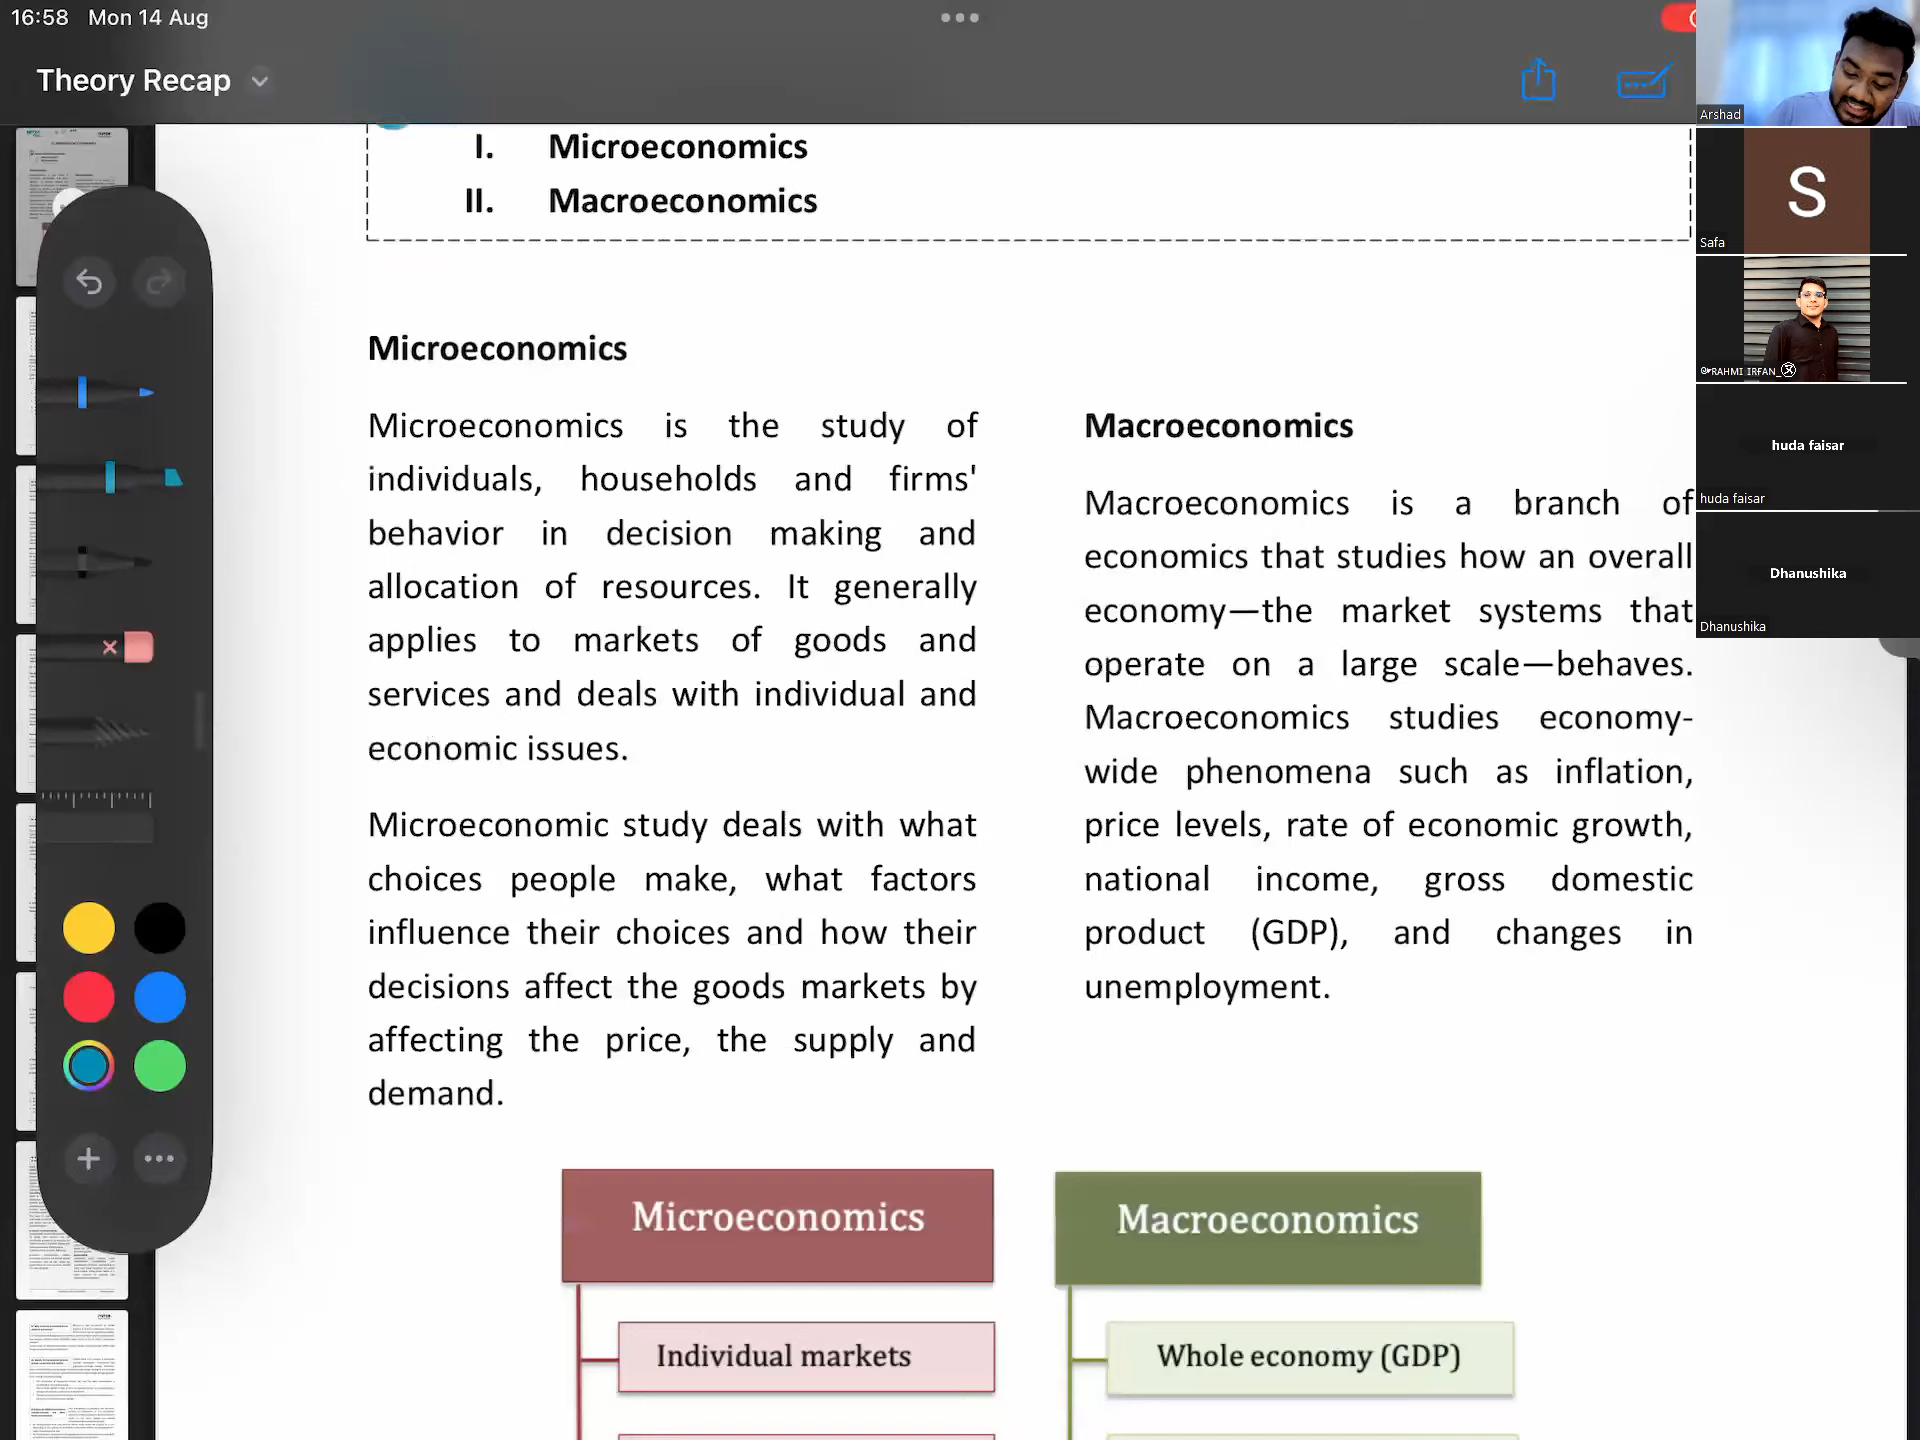 16:58 Mon 14 Aug
Theory Recap
I. Microeconomics
II. Macroeconomics
Microeconomics
Microeconomics is the study of
individuals, households and firms'
behavior in decision making and
allocation of resources. It generally
applies to markets of goods and
services and deals with individual and
economic issues.
Microeconomic study deals with what
choices people make, what factors
influence their choices and how their
decisions affect the goods markets by
affecting the price, the supply and
demand.
Macroeconomics
Macroeconomics is a branch of
economics that studies how an overall
economy—the market systems that
operate on a large scale—behaves.
Macroeconomics studies economy-
wide phenomena such as inflation,
price levels, rate of economic growth,
national income, gross domestic
product (GDP), and changes in
unemployment.
Microeconomics
Individual markets
Macroeconomics
Whole economy (GDP)
Arshad
S
Safa
RAHMI IRFAN_
huda faisar
huda faisar
Dhanushika
Dhanushika